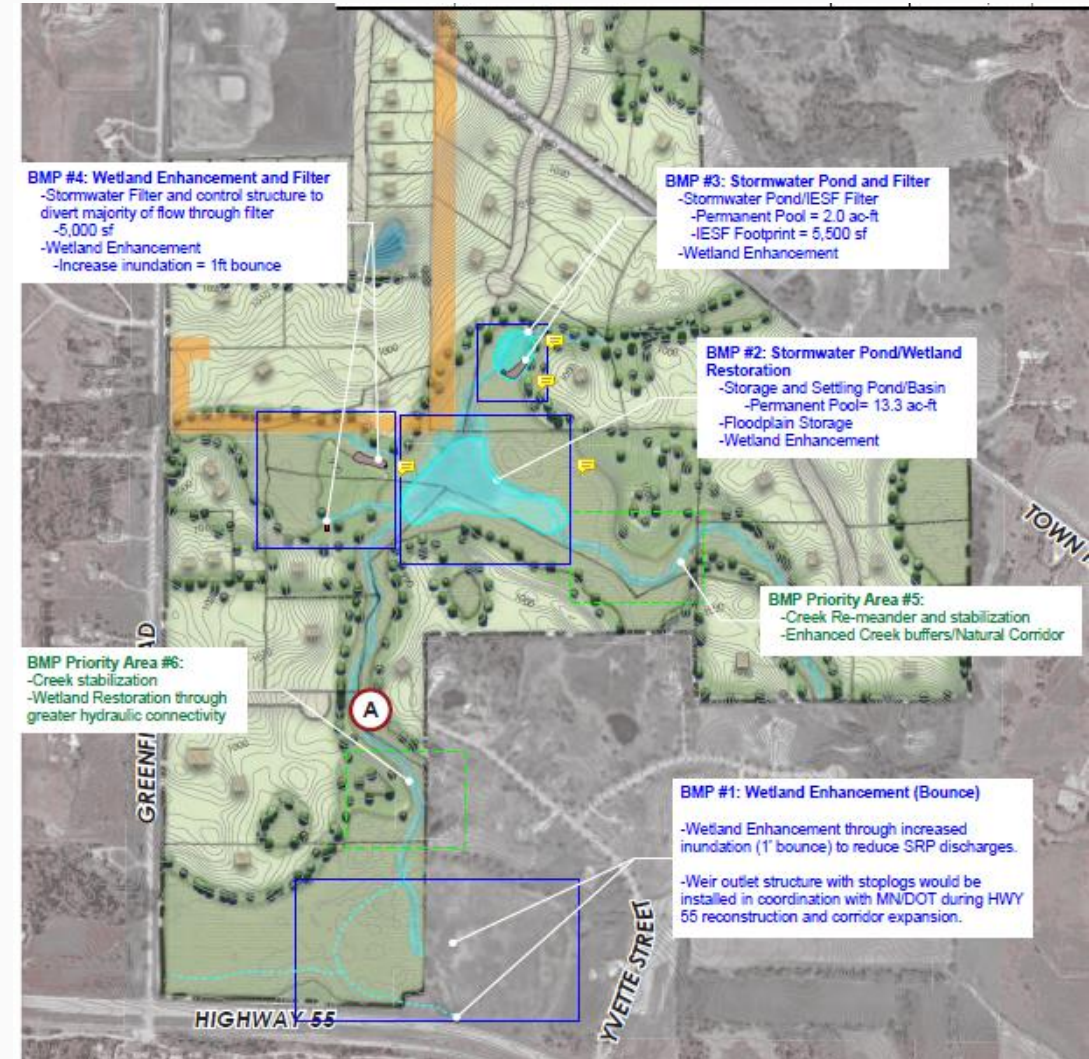 BMP #4: Wetland Enhancement and Filter
-Stormwater Filter and control structure to
divert majority of flow through filter
-5,000 sf
-Wetland Enhancement
-Increase inundation = 1ft bounce
BMP #3: Stormwater Pond and Filter
-Stormwater Pond/IESF Filter
-Permanent Pool = 2.0 ac-ft
-IESF Footprint = 5,500 sf
-Wetland Enhancement
BMP #2: Stormwater Pond/Wetland
Restoration
-Storage and Settling Pond/Basin
-Permanent Pool= 13.3 ac-ft
-Floodplain Storage
-Wetland Enhancement
TOWN
BMP Priority Area #5:
-Creek Re-meander and stabilization
-Enhanced Creek buffers/Natural Corridor
BMP Priority Area #6:
-Creek stabilization
-Wetland Restoration through
greater hydraulic connectivity
A
BMP #1: Wetland Enhancement (Bounce)
-Wetland Enhancement through increased
inundation (1' bounce) to reduce SRP discharges.
-Weir outlet structure with stoplogs would be
installed in coordination with MN/DOT during HWY
55 reconstruction and corridor expansion.
YVETTE STREET
HIGHWAY 55
1000
1000
1000
1000